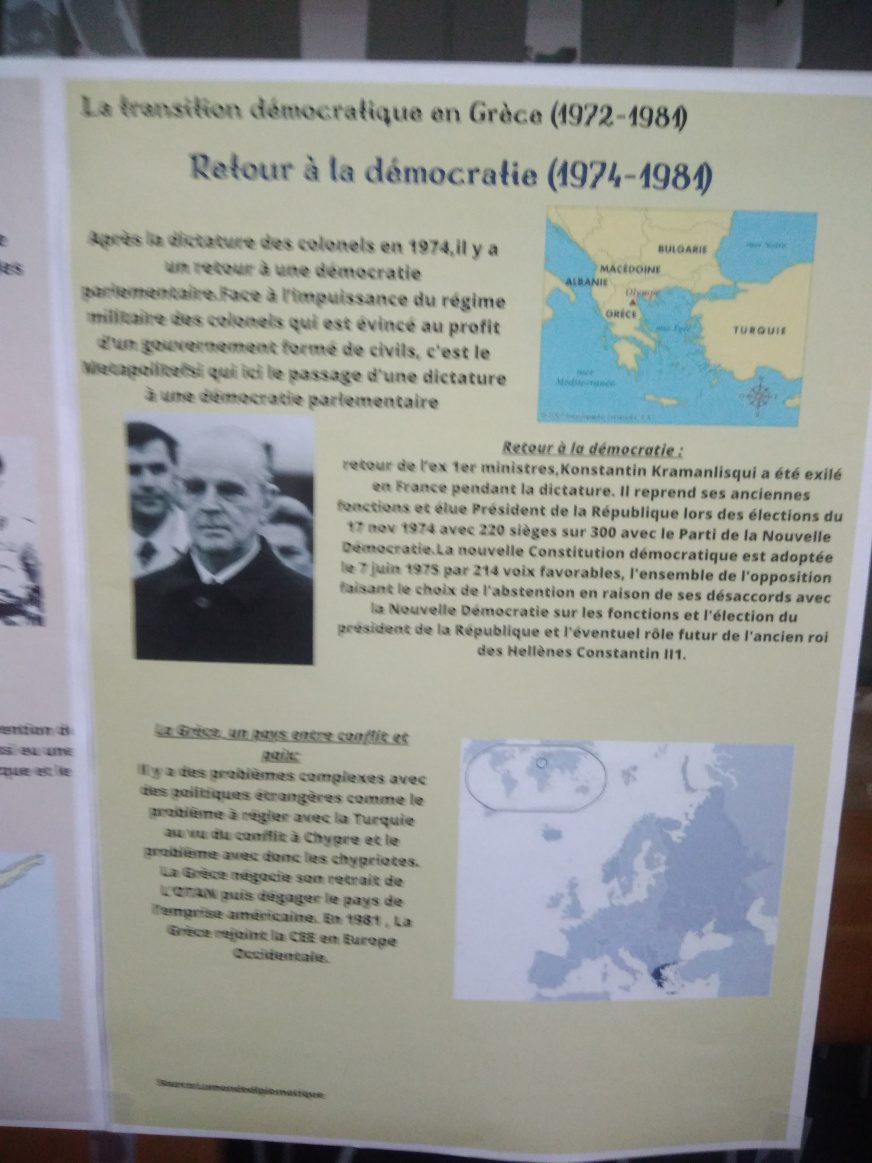 La transition démocratique en Grèce (1972-1981)
Retour à la démocratie (1974-1981)
Après la dictature des colonels en 1974,il y a
un retour à une démocratie
parlementaire.Face à l'impuissance du régime
militaire des colonels qui est évincé au profit
d'un gouvernement formé de civils, c'est le
qui ici le passage d'une dictature
à une démocratie parlementaire
BULGARIE
mer Noire
MACÉDOINE
ALBANIE
Olympe
GRÈCE
mer Égée
TURQUIE
mer
Méditerranée
Retour à la démocratie :
retour de l'ex 1er ministres,Konstantin Kramanlisqui a été exilé
en France pendant la dictature. Il reprend ses anciennes
fonctions et élue Président de la République lors des élections du
17 nov 1974 avec 220 sièges sur 300 avec le Parti de la Nouvelle
Démocratie.La nouvelle Constitution démocratique est adoptée
le 7 juin 1975 par 214 voix favorables, l'ensemble de l'opposition
faisant le choix de l'abstention en raison de ses désaccords avec
la Nouvelle Démocratie sur les fonctions et l'élection du
président de la République et l'éventuel rôle futur de l'ancien roi
des Hellènes Constantin II1.
La Grèce, un pays entre conflit et
paix:
Il y a des problèmes complexes avec
des politiques étrangères comme le
problème à régler avec la Turquie
au vu du conflit à Chypre et le
problème avec donc les chypriotes.
La Grèce négocie son retrait de
L'OTAN puis dégager le pays de
l'emprise américaine. En 1981 , La
Grèce rejoint la CEE en Europe
Occidentale.